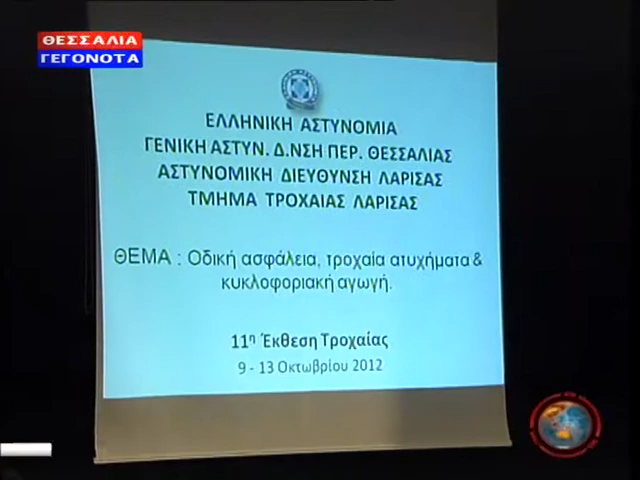 ΘΕΣΣΑΛΙΑ
ΓΕΓΟΝΟΤΑ
ΕΛΛΗΝΙΚΗ ΑΣΤΥΝΟΜΙΑ
ΓΕΝΙΚΗ ΑΣΤΥΝ. Δ.ΝΣΗ ΠΕΡ. ΘΕΣΣΑΛΙΑΣ
ΑΣΤΥΝΟΜΙΚΗ ΔΙΕΥΘΥΝΣΗ ΛΑΡΙΣΑΣ
ΤΜΗΜΑ ΤΡΟΧΑΙΑΣ ΛΑΡΙΣΑΣ
ΘΕΜΑ : Οδική ασφάλεια, τροχαία ατυχήματα &
κυκλοφοριακή αγωγή.
11η Έκθεση Τροχαίας
9 - 13 Οκτωβρίου 2012